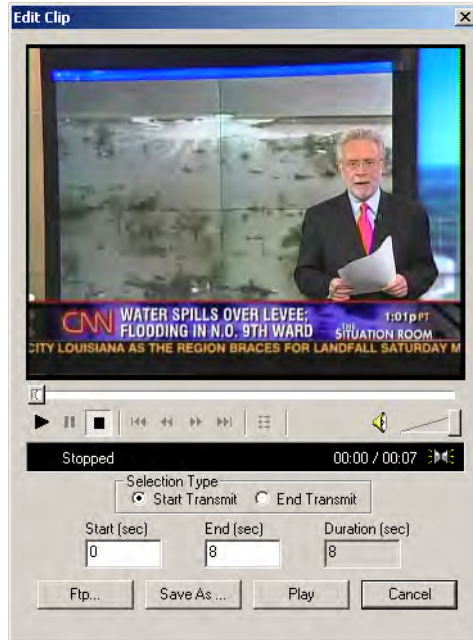 Edit Clip
CNN
WATER SPILLS OVER LEVEE;
FLOODING IN N.O. 9TH WARD
1:01p PT
THE
SITUATION ROOM
CITY LOUISIANA AS THE REGION BRACES FOR LANDFALL SATURDAY M
Stopped
00:00 / 00:07
Selection Type
Start Transmit
End Transmit
Start (sec)
End (sec)
Duration (sec)
0
8
8
Ftp...
Save As ...
Play
Cancel